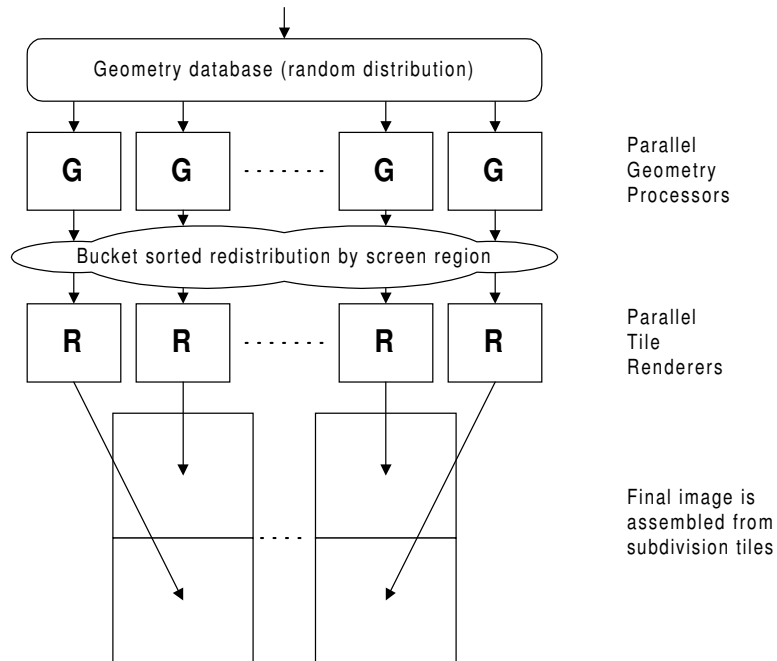 Geometry database (random distribution)
G G G G
Parallel
Geometry
Processors
Bucket sorted redistribution by screen region
R R R R
Parallel
Tile
Renderers
Final image is
assembled from
subdivision tiles